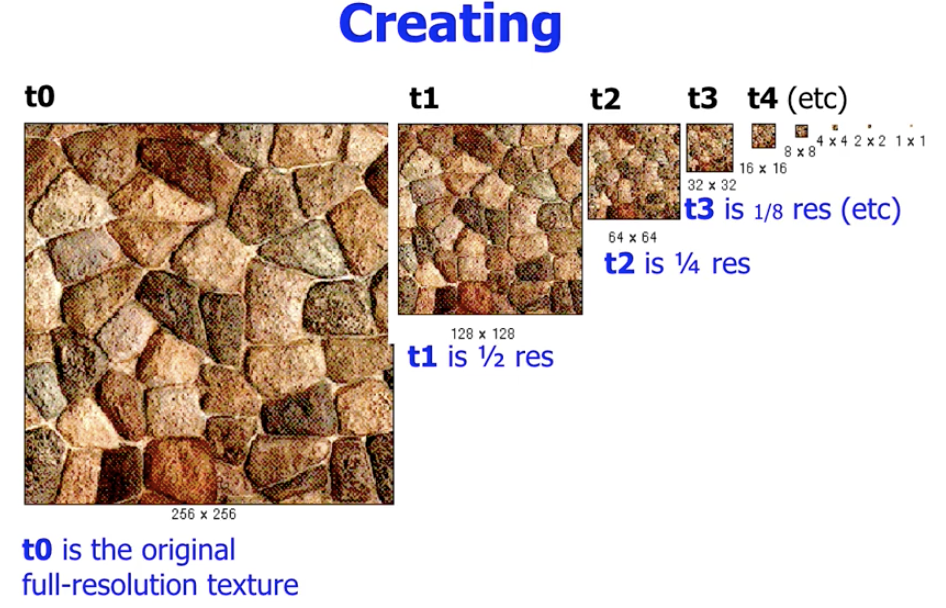 Creating
t0
t1
t2
t3
t4 (etc)
256 x 256
128 x 128
64 x 64
32 x 32
16 x 16
8 x 8
4 x 4
2 x 2
1 x 1
t3 is 1/8 res (etc)
t2 is ¼ res
t1 is ½ res
t0 is the original
full-resolution texture